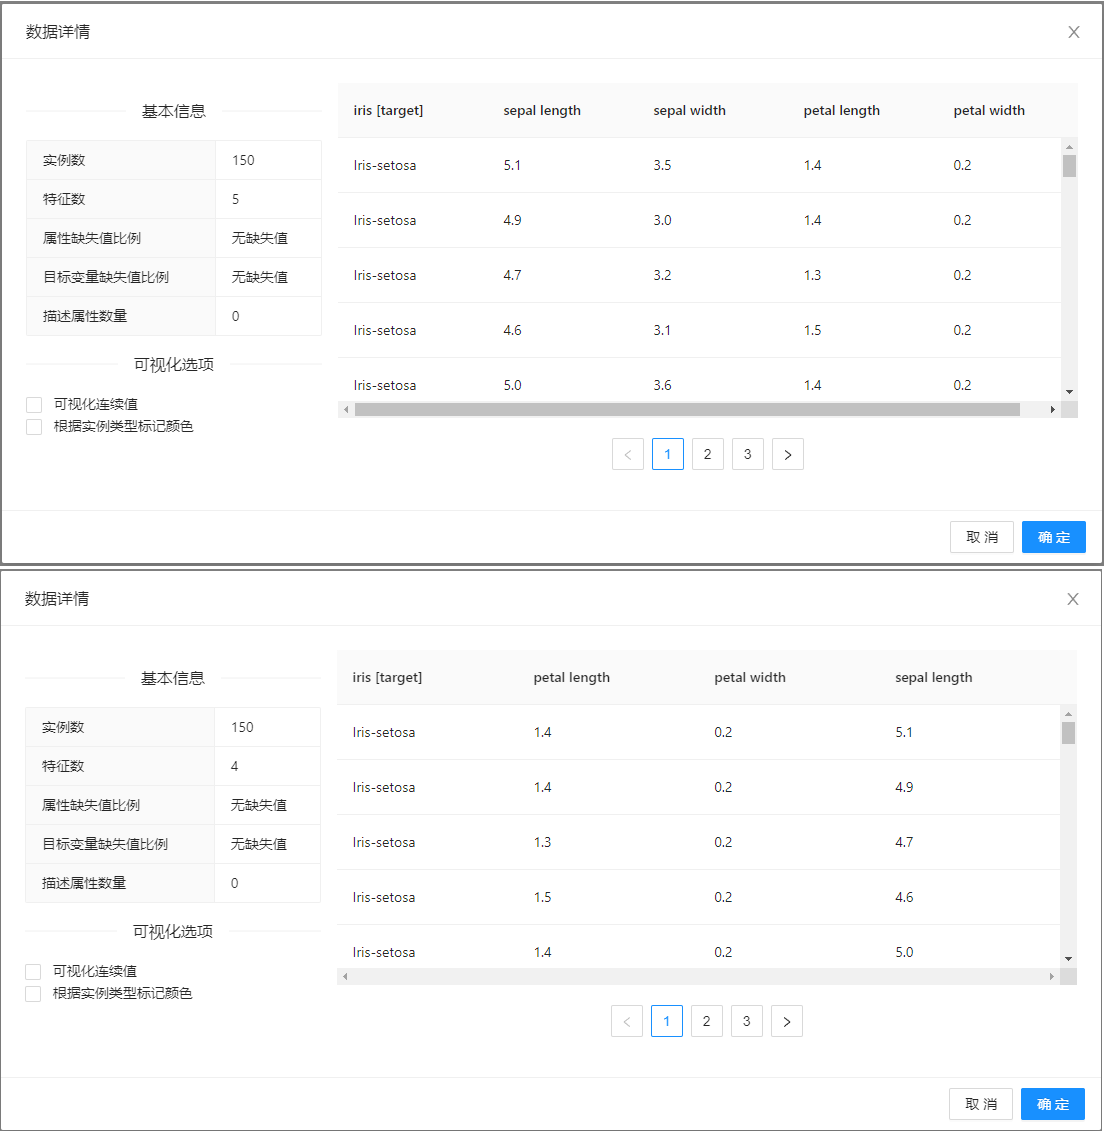 数据详情
基本信息
实例数 150
特征数 5
属性缺失值比例 无缺失值
目标变量缺失值比例 无缺失值
描述属性数量 0
可视化选项
可视化连续值
根据实例类型标记颜色
iris [target] sepal length sepal width petal length petal width
Iris-setosa 5.1 3.5 1.4 0.2
Iris-setosa 4.9 3.0 1.4 0.2
Iris-setosa 4.7 3.2 1.3 0.2
Iris-setosa 4.6 3.1 1.5 0.2
Iris-setosa 5.0 3.6 1.4 0.2
< 1 2 3 >
取 消 确 定
数据详情
基本信息
实例数 150
特征数 4
属性缺失值比例 无缺失值
目标变量缺失值比例 无缺失值
描述属性数量 0
可视化选项
可视化连续值
根据实例类型标记颜色
iris [target] petal length petal width sepal length
Iris-setosa 1.4 0.2 5.1
Iris-setosa 1.4 0.2 4.9
Iris-setosa 1.3 0.2 4.7
Iris-setosa 1.5 0.2 4.6
Iris-setosa 1.4 0.2 5.0
< 1 2 3 >
取 消 确 定